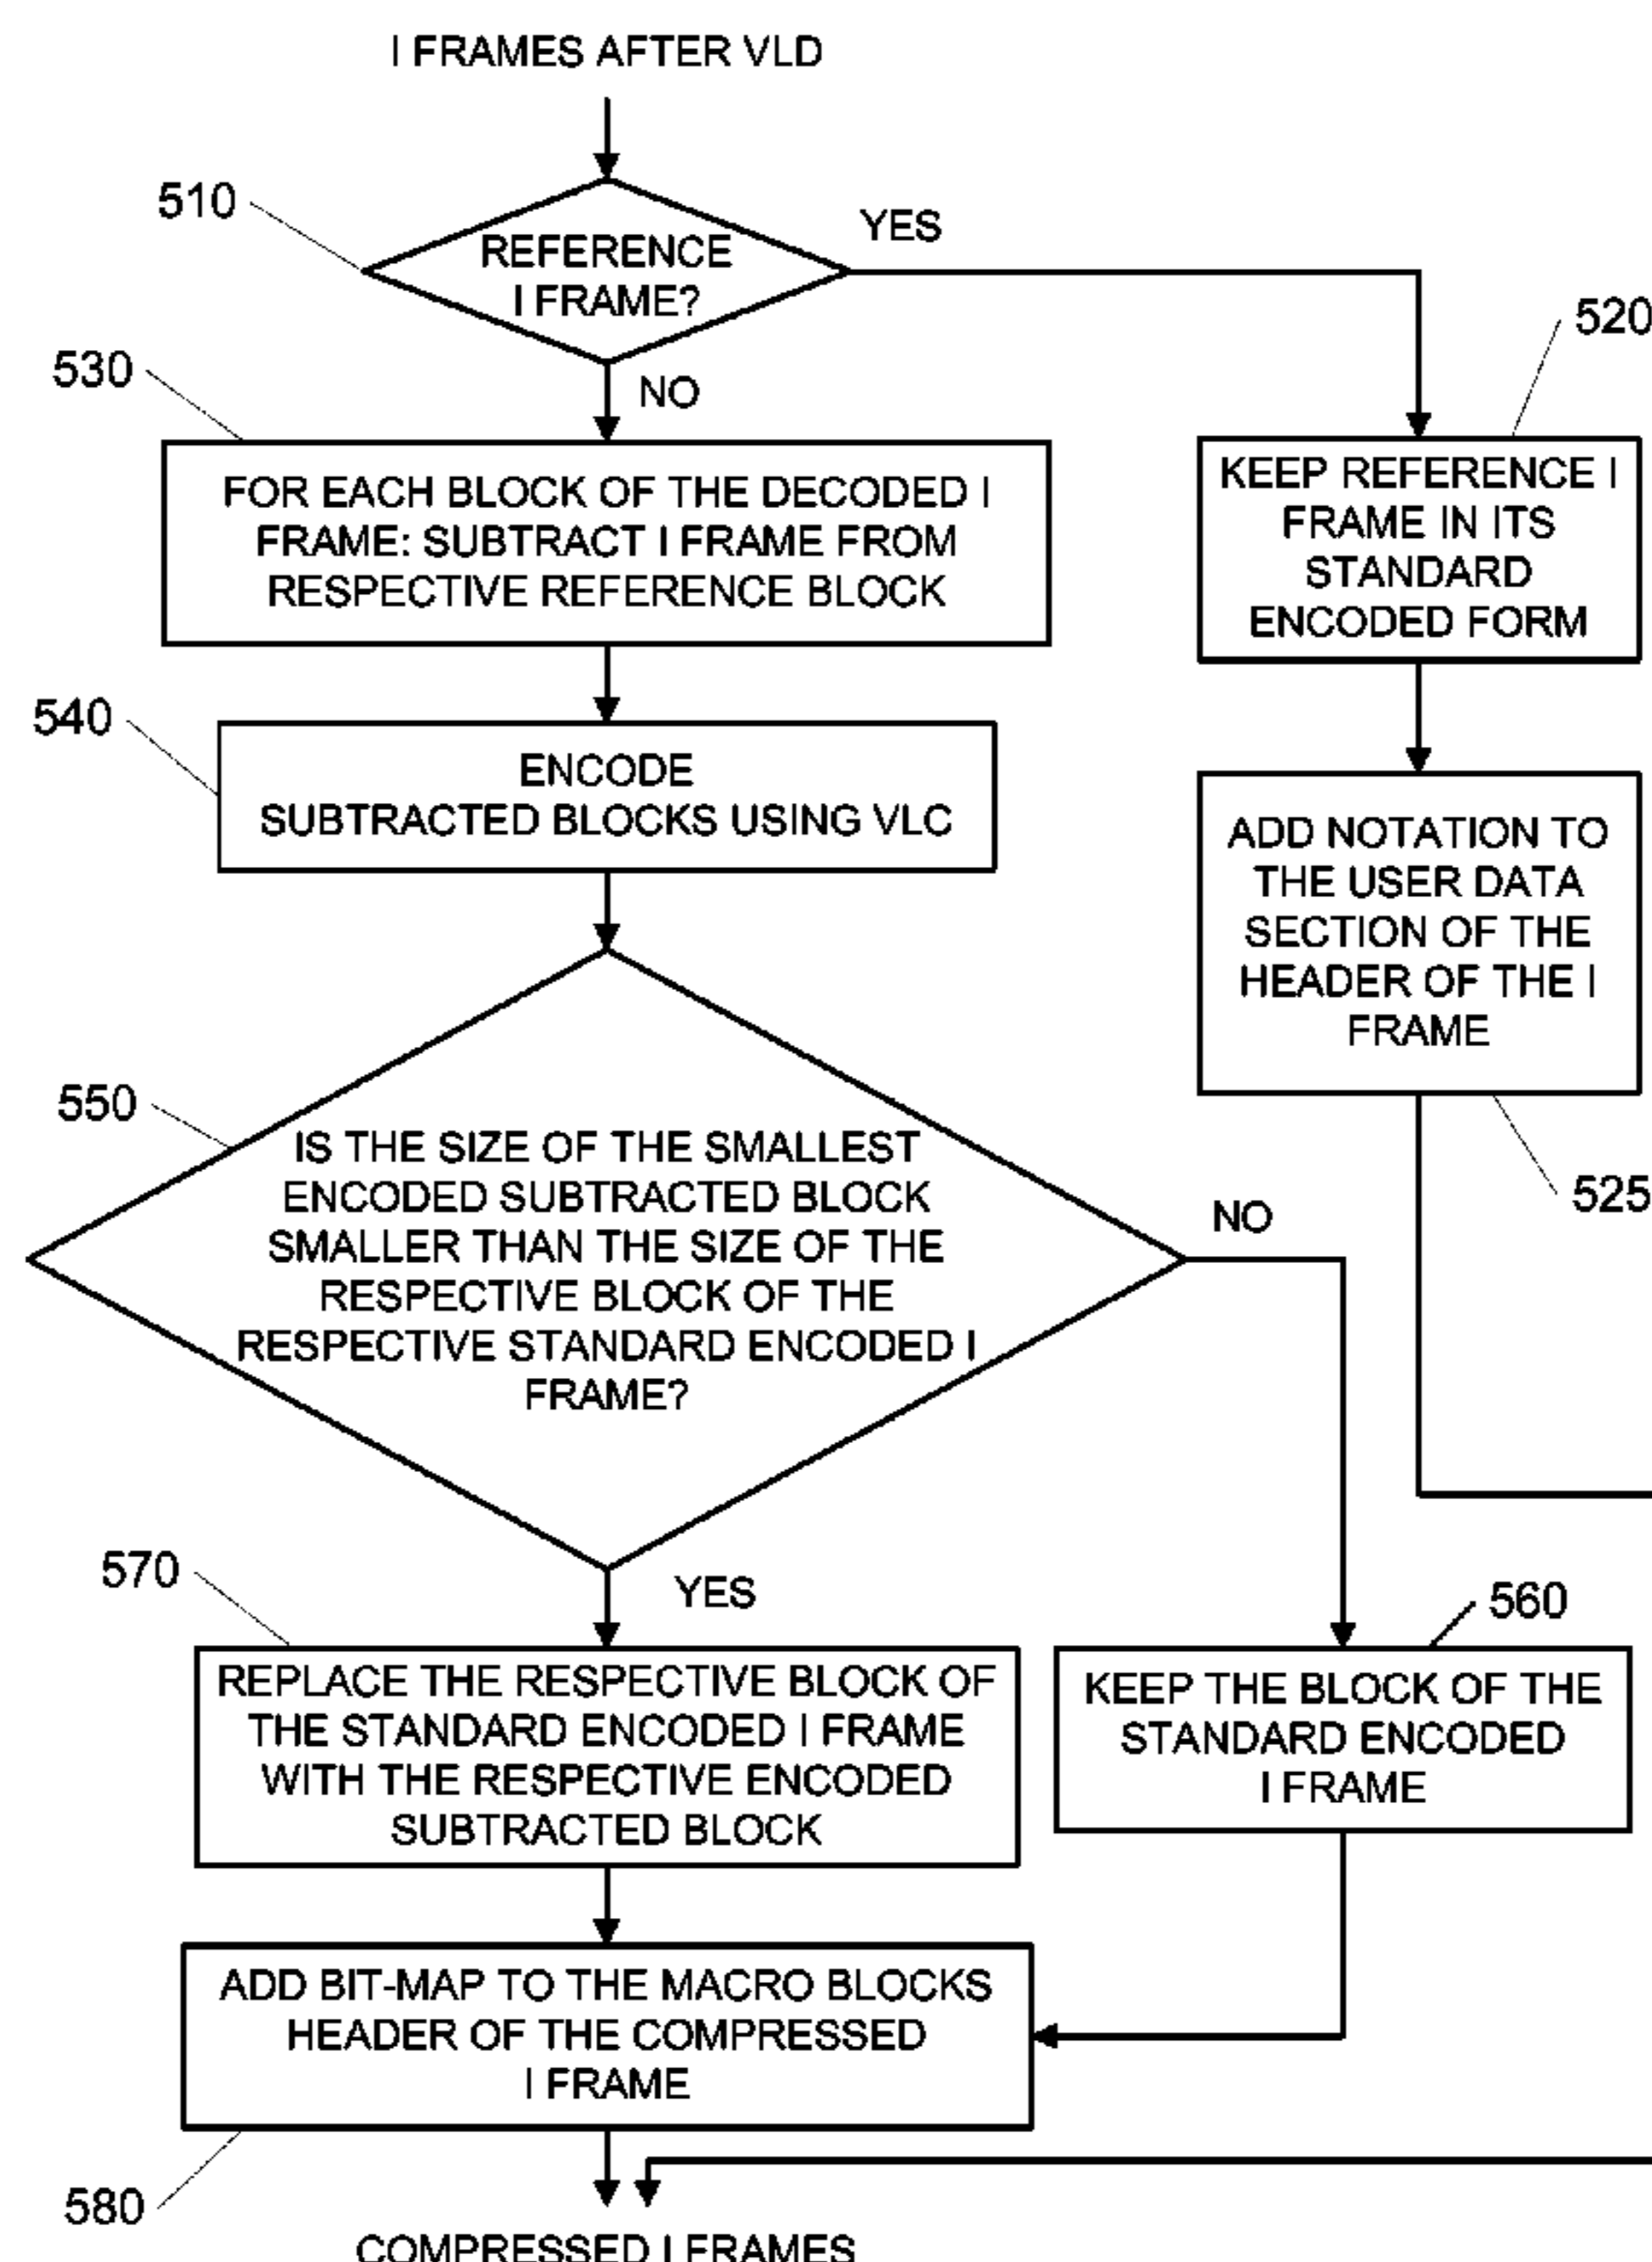 I FRAMES AFTER VLD
510
REFERENCE
I FRAME?
YES
NO
520
KEEP REFERENCE I
FRAME IN ITS
STANDARD
ENCODED FORM
530
FOR EACH BLOCK OF THE DECODED I
FRAME: SUBTRACT I FRAME FROM
RESPECTIVE REFERENCE BLOCK
540
ENCODE
SUBTRACTED BLOCKS USING VLC
ADD NOTATION TO
THE USER DATA
SECTION OF THE
HEADER OF THE I
FRAME
525
550
IS THE SIZE OF THE SMALLEST
ENCODED SUBTRACTED BLOCK
SMALLER THAN THE SIZE OF THE
RESPECTIVE BLOCK OF THE
RESPECTIVE STANDARD ENCODED I
FRAME?
NO
YES
570
REPLACE THE RESPECTIVE BLOCK OF
THE STANDARD ENCODED I FRAME
WITH THE RESPECTIVE ENCODED
SUBTRACTED BLOCK
560
KEEP THE BLOCK OF THE
STANDARD ENCODED
I FRAME
ADD BIT-MAP TO THE MACRO BLOCKS
HEADER OF THE COMPRESSED
I FRAME
580
COMPRESSED I FRAMES